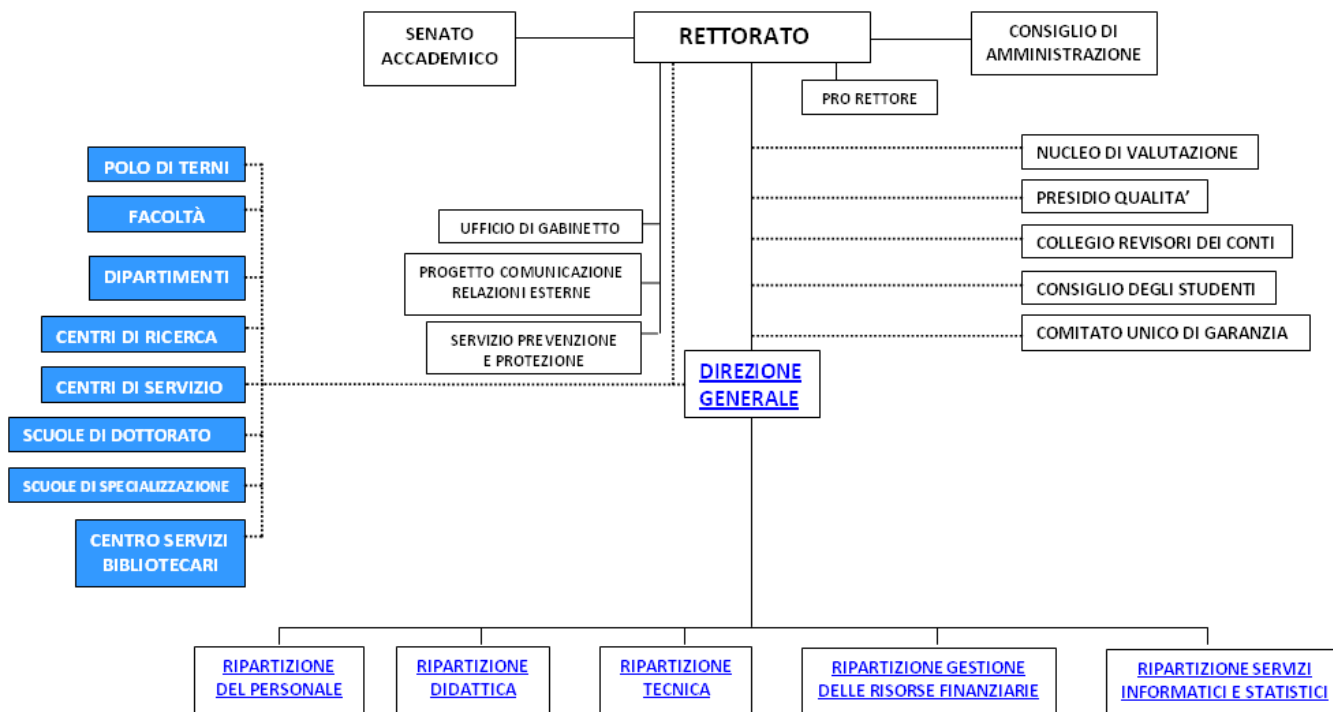 SENATO
ACCADEMICO
RETTORATO
CONSIGLIO DI
AMMINISTRAZIONE
PRO RETTORE
POLO DI TERNI
FACOLTÀ
DIPARTIMENTI
CENTRI DI RICERCA
CENTRI DI SERVIZIO
SCUOLE DI DOTTORATO
SCUOLE DI SPECIALIZZAZIONE
CENTRO SERVIZI
BIBLIOTECARI
UFFICIO DI GABINETTO
PROGETTO COMUNICAZIONE
RELAZIONI ESTERNE
SERVIZIO PREVENZIONE
E PROTEZIONE
NUCLEO DI VALUTAZIONE
PRESIDIO QUALITA’
COLLEGIO REVISORI DEI CONTI
CONSIGLIO DEGLI STUDENTI
COMITATO UNICO DI GARANZIA
DIREZIONE
GENERALE
RIPARTIZIONE
DEL PERSONALE
RIPARTIZIONE
DIDATTICA
RIPARTIZIONE
TECNICA
RIPARTIZIONE GESTIONE
DELLE RISORSE FINANZIARIE
RIPARTIZIONE SERVIZI
INFORMATICI E STATISTICI